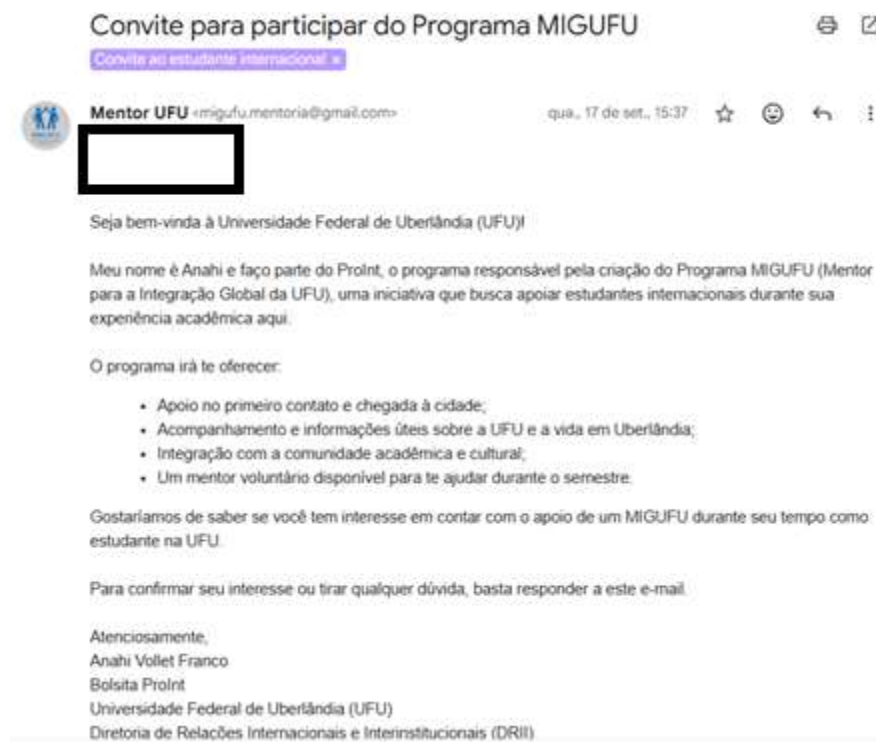 Convite para participar do Programa MIGUFU
Convite ao estudante internacional ×
Mentor UFU <migufu.mentoria@gmail.com>
qua., 17 de set., 15:37
Seja bem-vinda à Universidade Federal de Uberlândia (UFU)!
Meu nome é Anahi e faço parte do ProInt, o programa responsável pela criação do Programa MIGUFU (Mentor
para a Integração Global da UFU), uma iniciativa que busca apoiar estudantes internacionais durante sua
experiência acadêmica aqui.
O programa irá te oferecer:
• Apoio no primeiro contato e chegada à cidade;
• Acompanhamento e informações úteis sobre a UFU e a vida em Uberlândia;
• Integração com a comunidade acadêmica e cultural;
• Um mentor voluntário disponível para te ajudar durante o semestre.
Gostaríamos de saber se você tem interesse em contar com o apoio de um MIGUFU durante seu tempo como
estudante na UFU.
Para confirmar seu interesse ou tirar qualquer dúvida, basta responder a este e-mail.
Atenciosamente,
Anahi Vollet Franco
Bolsita ProInt
Universidade Federal de Uberlândia (UFU)
Diretoria de Relações Internacionais e Interinstitucionais (DRII)